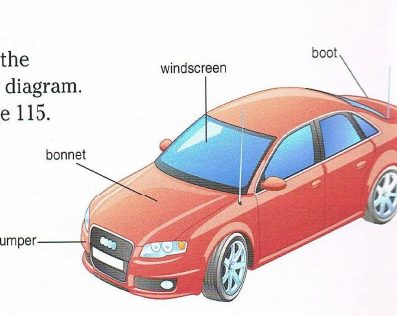 the
diagram.
e 115.
windscreen
boot
bonnet
umper